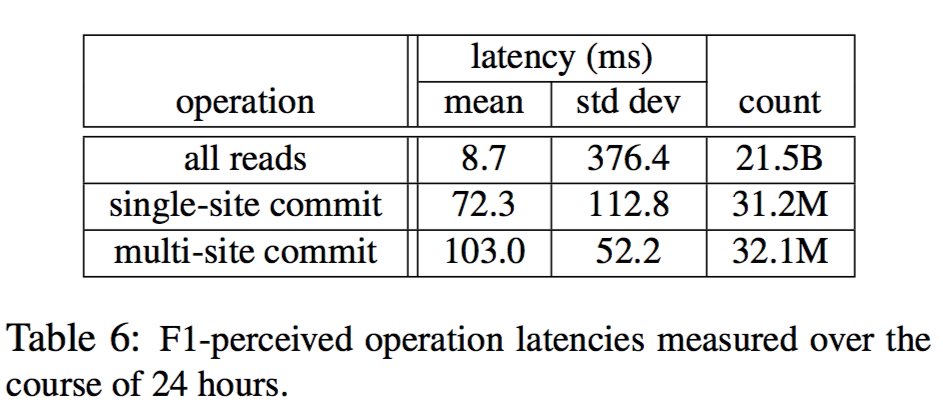 latency (ms)
operation mean std dev count
all reads 8.7 376.4 21.5B
single-site commit 72.3 112.8 31.2M
multi-site commit 103.0 52.2 32.1M
Table 6: F1-perceived operation latencies measured over the
course of 24 hours.